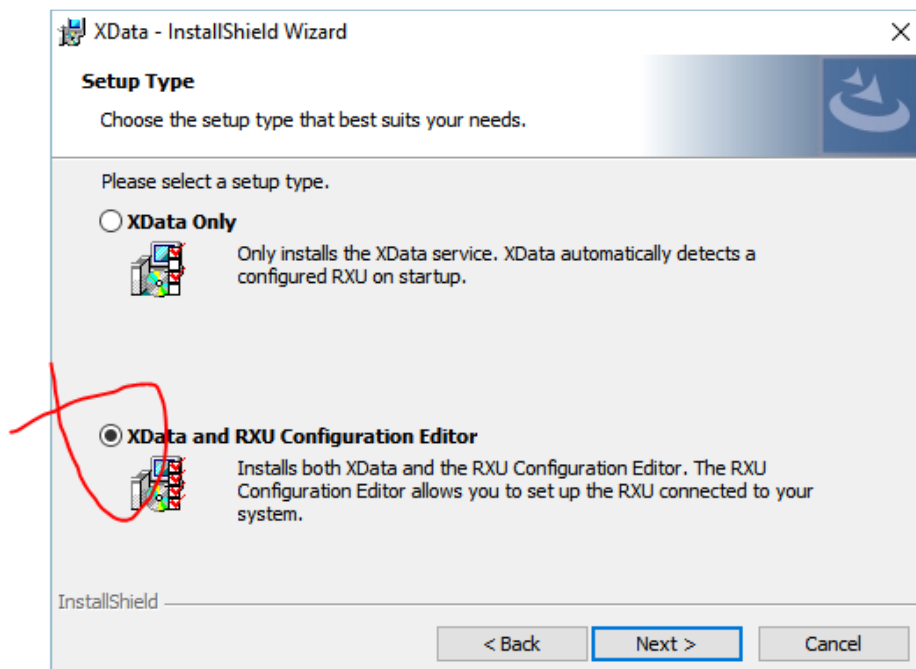 XData - InstallShield Wizard
Setup Type
Choose the setup type that best suits your needs.
Please select a setup type.
XData Only
Only installs the XData service. XData automatically detects a
configured RXU on startup.
XData and RXU Configuration Editor
Installs both XData and the RXU Configuration Editor. The RXU
Configuration Editor allows you to set up the RXU connected to your
system.
InstallShield
< Back
Next >
Cancel